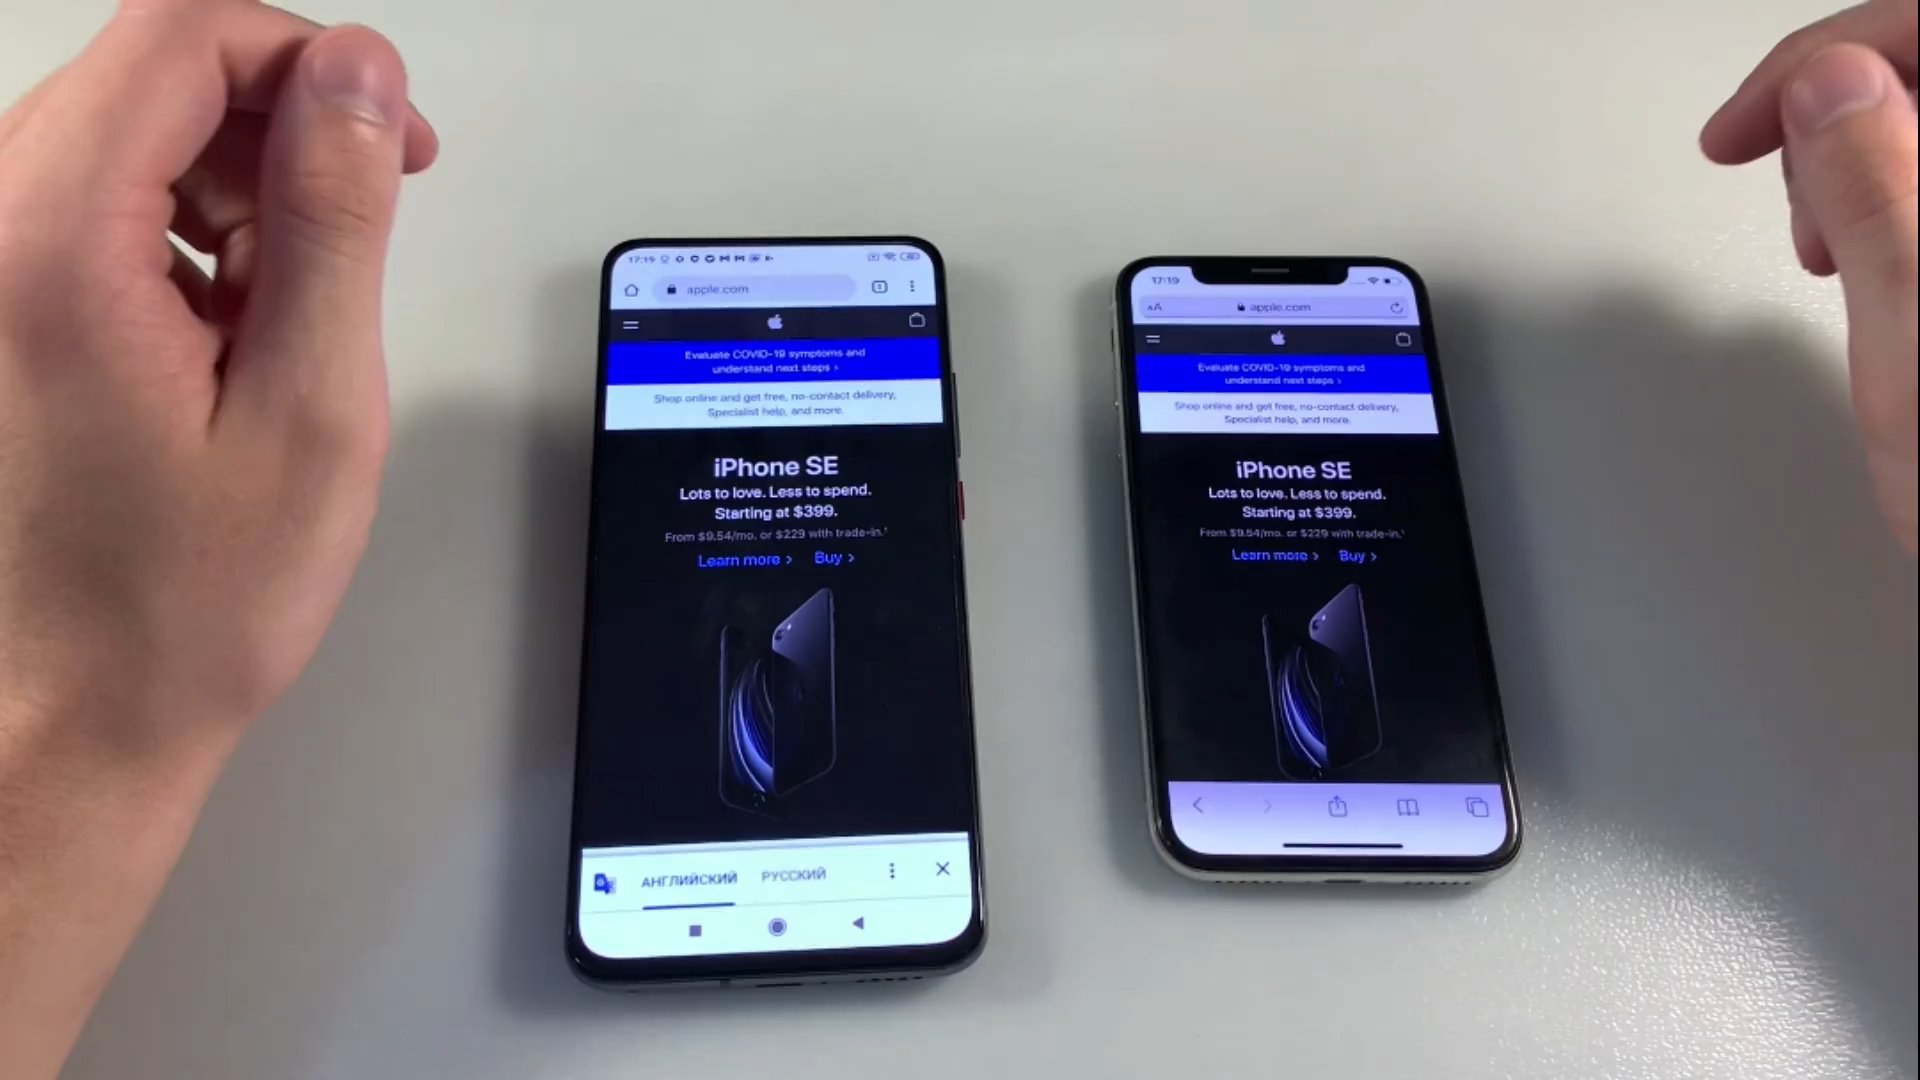 17:19
apple.com
1
Evaluate COVID-19 symptoms and
understand next steps >
Shop online and get free, no-contact delivery,
Specialist help, and more.
iPhone SE
Lots to love. Less to spend.
Starting at $399.
From $9.54/mo. or $229 with trade-in.¹
Learn more > Buy >
АНГЛИЙСКИЙ РУССКИЙ
17:19
AA apple.com
Evaluate COVID-19 symptoms and
understand next steps >
Shop online and get free, no-contact delivery,
Specialist help, and more.
iPhone SE
Lots to love. Less to spend.
Starting at $399.
From $9.54/mo. or $229 with trade-in.¹
Learn more > Buy >